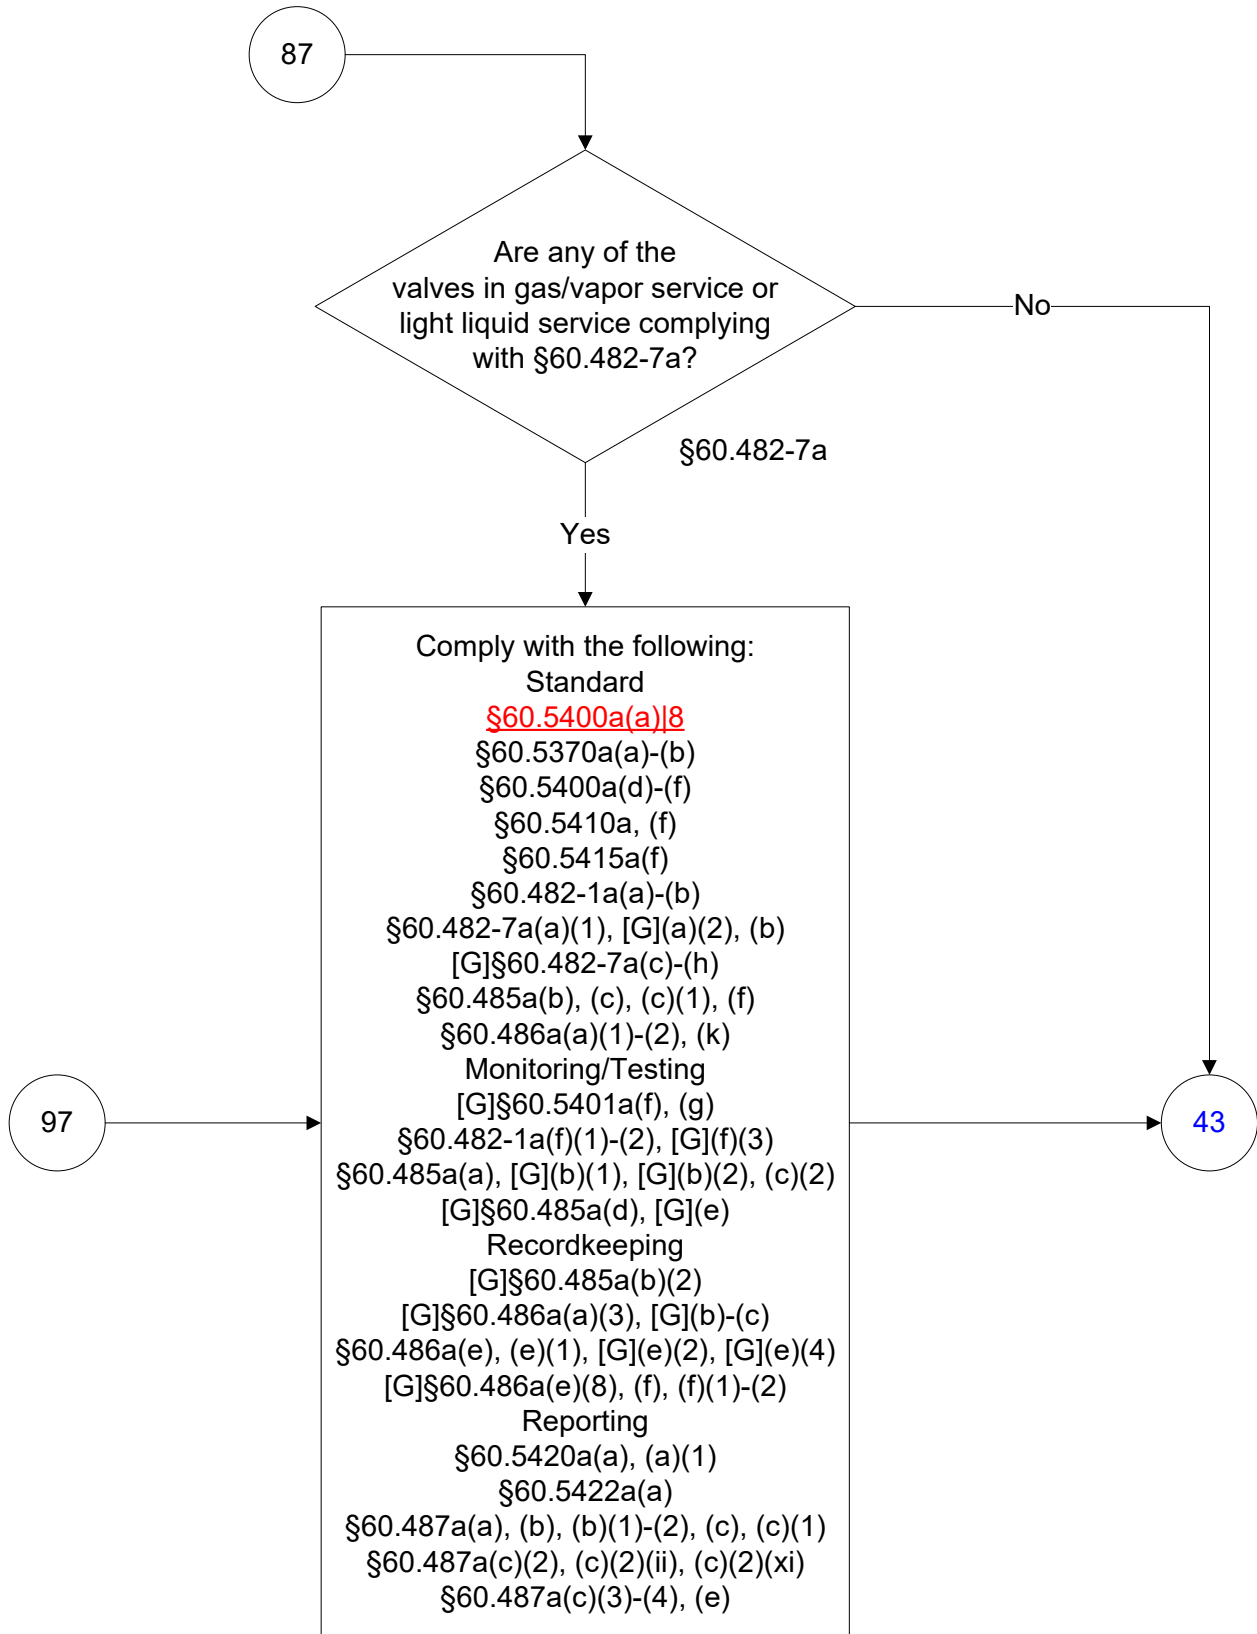 87
Are any of the
valves in gas/vapor service or
light liquid service complying
with §60.482-7a?
No
§60.482-7a
Yes
Comply with the following:
Standard
§60.5400a(a)|8
§60.5370a(a)-(b)
§60.5400a(d)-(f)
§60.5410a, (f)
§60.5415a(f)
§60.482-1a(a)-(b)
§60.482-7a(a)(1), [G](a)(2), (b)
[G]§60.482-7a(c)-(h)
§60.485a(b), (c), (c)(1), (f)
§60.486a(a)(1)-(2), (k)
Monitoring/Testing
[G]§60.5401a(f), (g)
§60.482-1a(f)(1)-(2), [G](f)(3)
§60.485a(a), [G](b)(1), [G](b)(2), (c)(2)
[G]§60.485a(d), [G](e)
Recordkeeping
[G]§60.485a(b)(2)
[G]§60.486a(a)(3), [G](b)-(c)
§60.486a(e), (e)(1), [G](e)(2), [G](e)(4)
[G]§60.486a(e)(8), (f), (f)(1)-(2)
Reporting
§60.5420a(a), (a)(1)
§60.5422a(a)
§60.487a(a), (b), (b)(1)-(2), (c), (c)(1)
§60.487a(c)(2), (c)(2)(ii), (c)(2)(xi)
§60.487a(c)(3)-(4), (e)
97
43